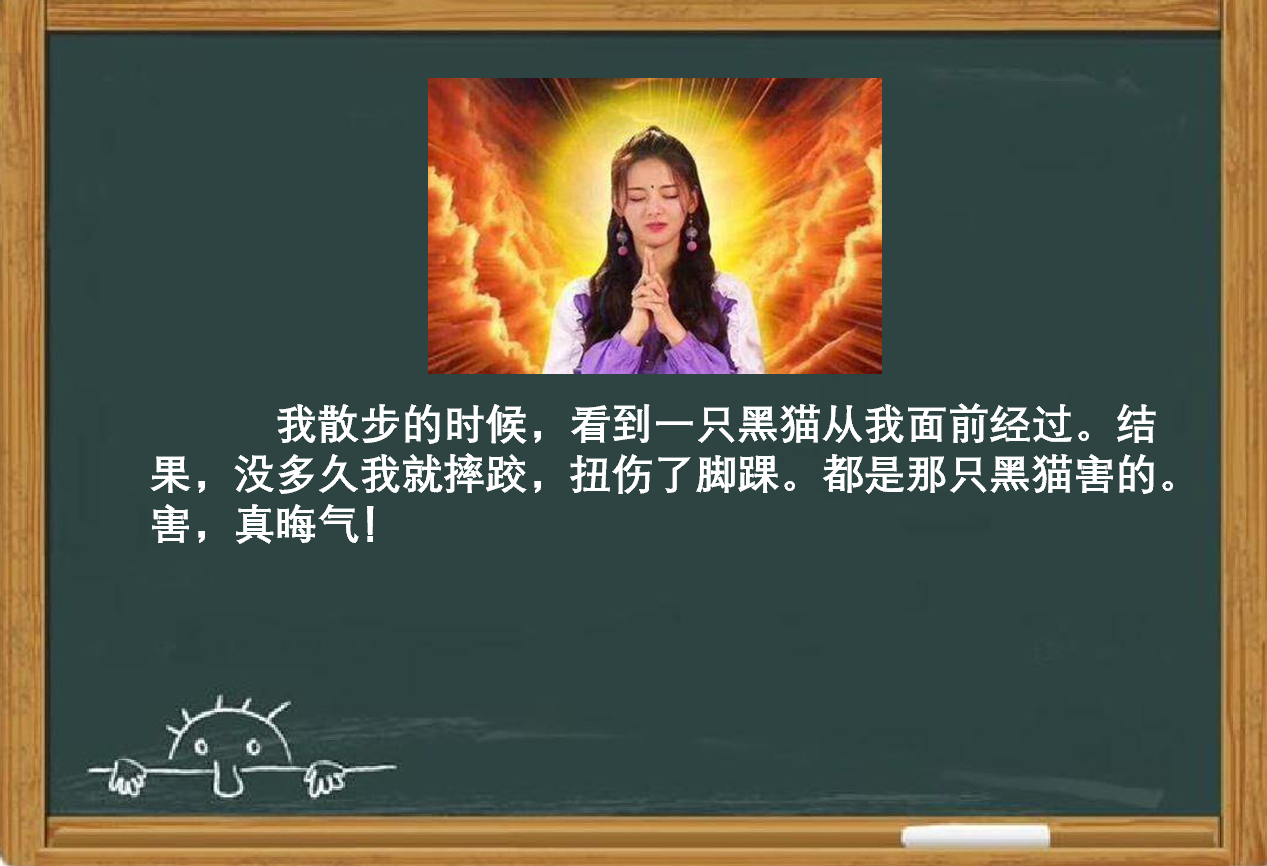 我散步的时候，看到一只黑猫从我面前经过。结
果，没多久我就摔跤，扭伤了脚踝。都是那只黑猫害的。
害，真晦气！